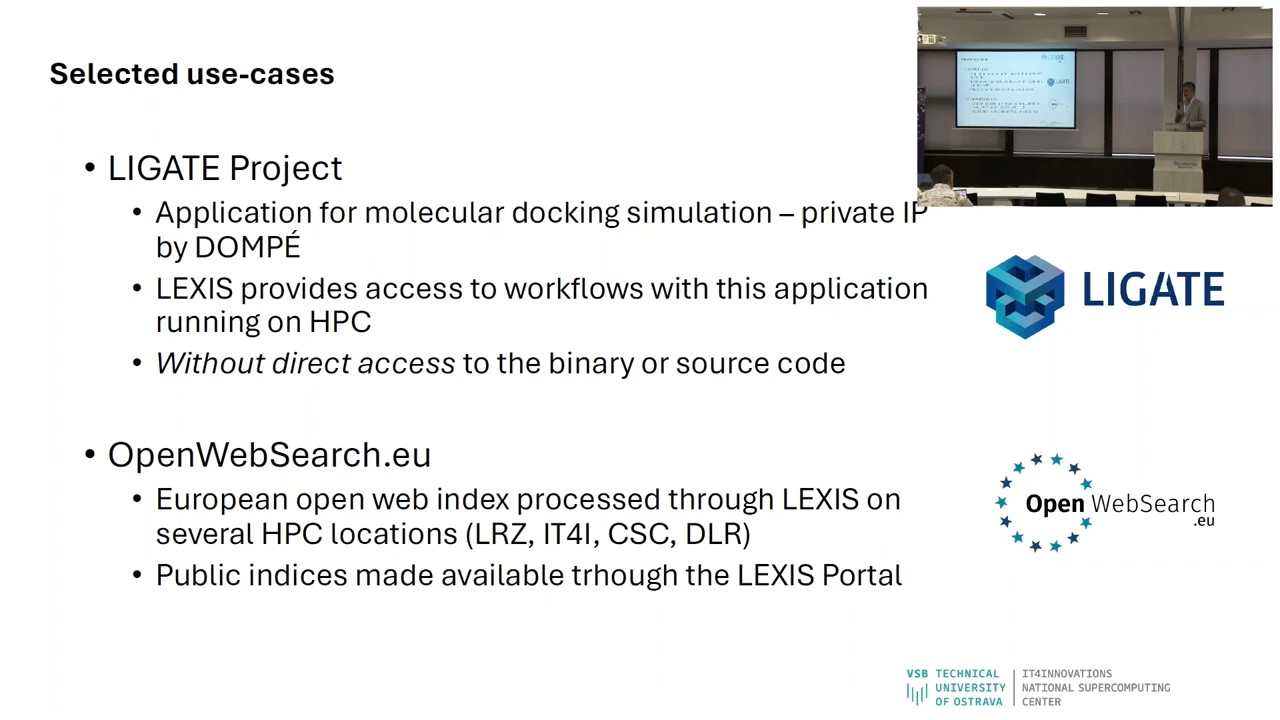 Selected use-cases
• LIGATE Project
• Application for molecular docking simulation – private IP
by DOMPÉ
• LEXIS provides access to workflows with this application
running on HPC
• Without direct access to the binary or source code
LIGATE
• OpenWebSearch.eu
• European open web index processed through LEXIS on
several HPC locations (LRZ, IT4I, CSC, DLR)
• Public indices made available trhough the LEXIS Portal
Open WebSearch
.eu
VSB TECHNICAL
UNIVERSITY
OF OSTRAVA
IT4INNOVATIONS
NATIONAL SUPERCOMPUTING
CENTER